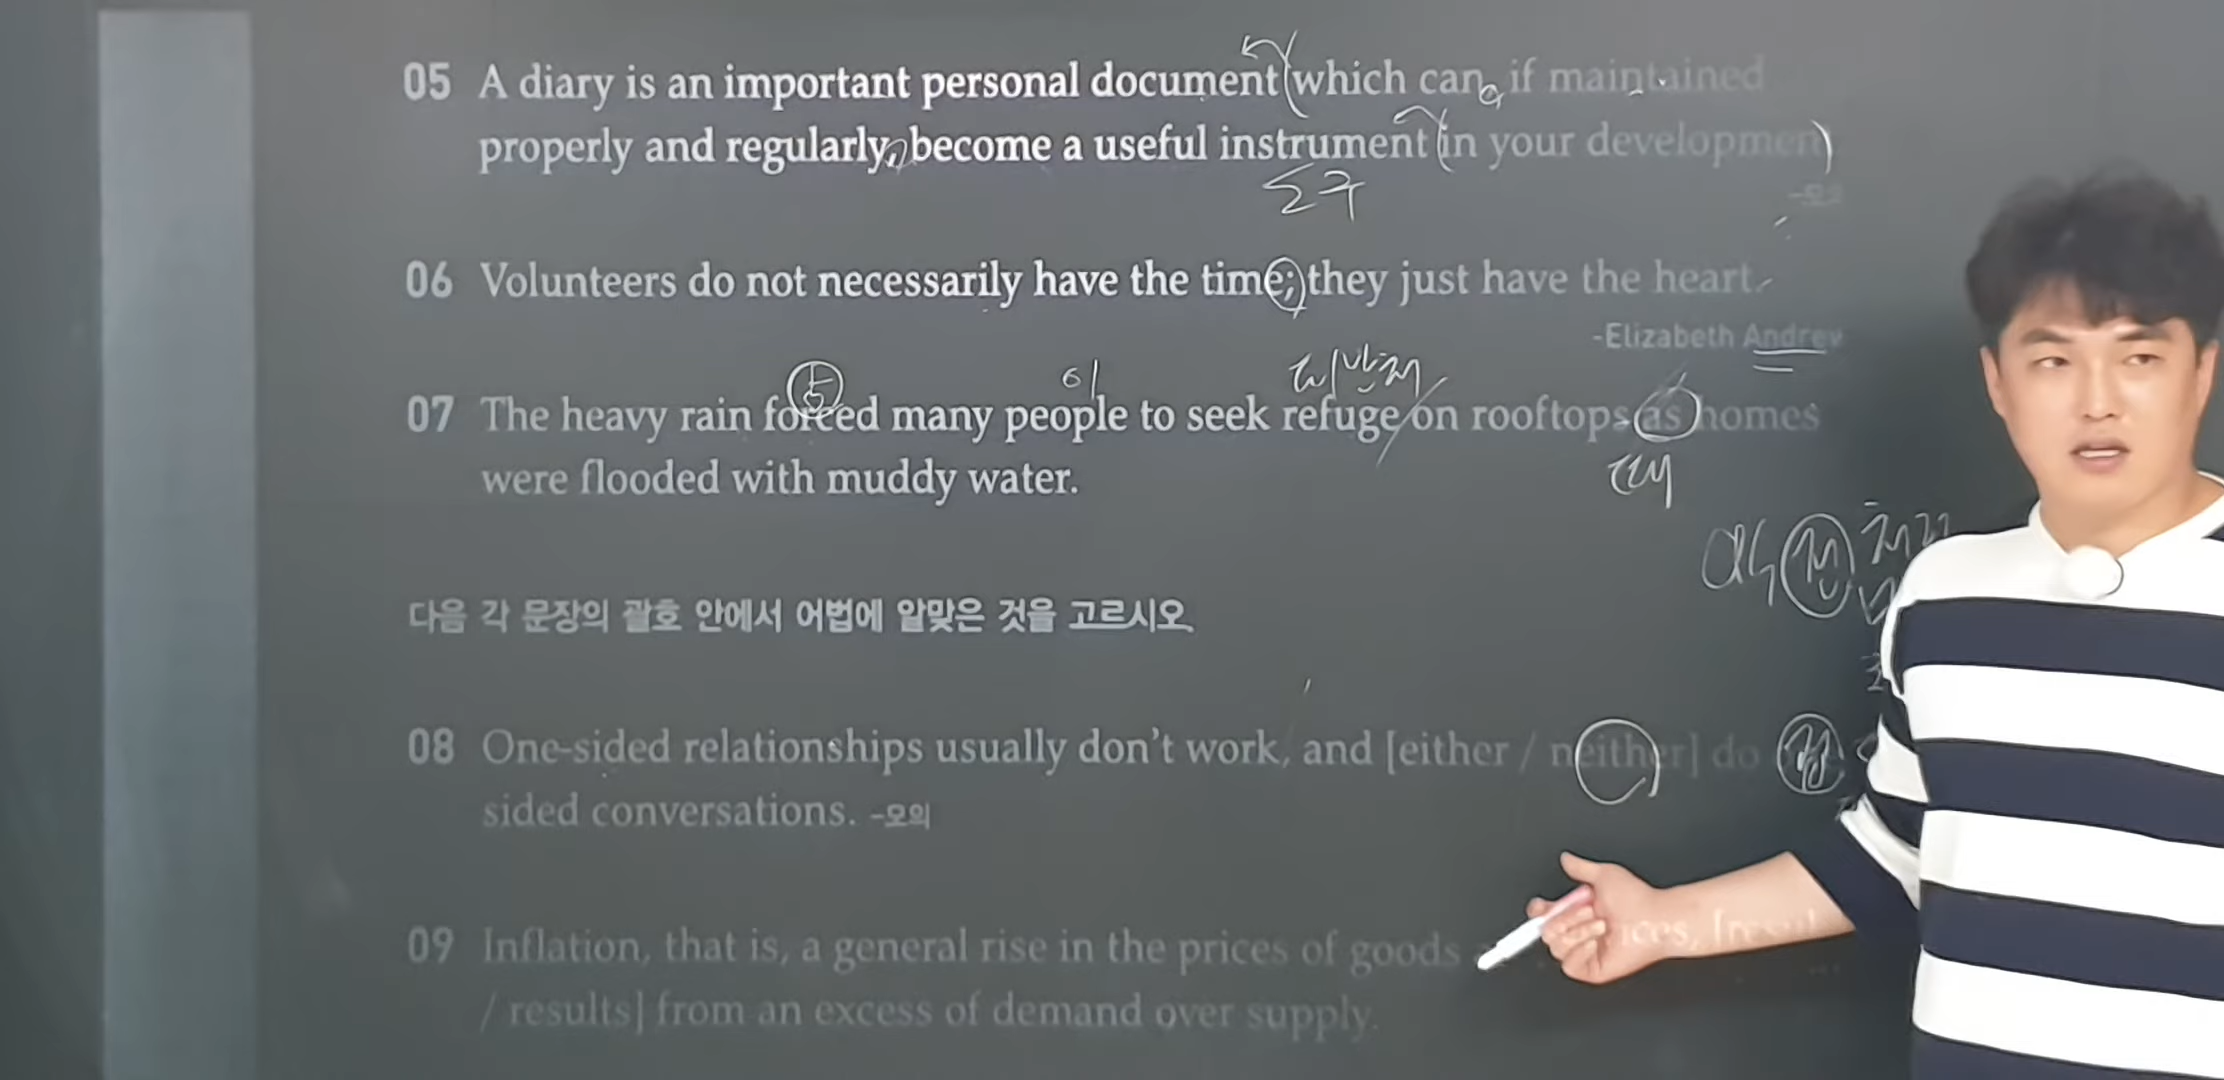 05 A diary is an important personal document (which can, if maintained
properly and regularly, become a useful instrument (in your developmen)
도구
-모의
06 Volunteers do not necessarily have the time; they just have the heart.
-Elizabeth Andrew
⑤ 이 피난처
07 The heavy rain forced many people to seek refuge / on rooftops as homes
were flooded with muddy water.
다음 각 문장의 괄호 안에서 어법에 알맞은 것을 고르시오.
08 One-sided relationships usually don't work, and [either / neither] do
sided conversations. -모의
09 Inflation, that is, a general rise in the prices of goods
/ results] from an excess of demand over supply.